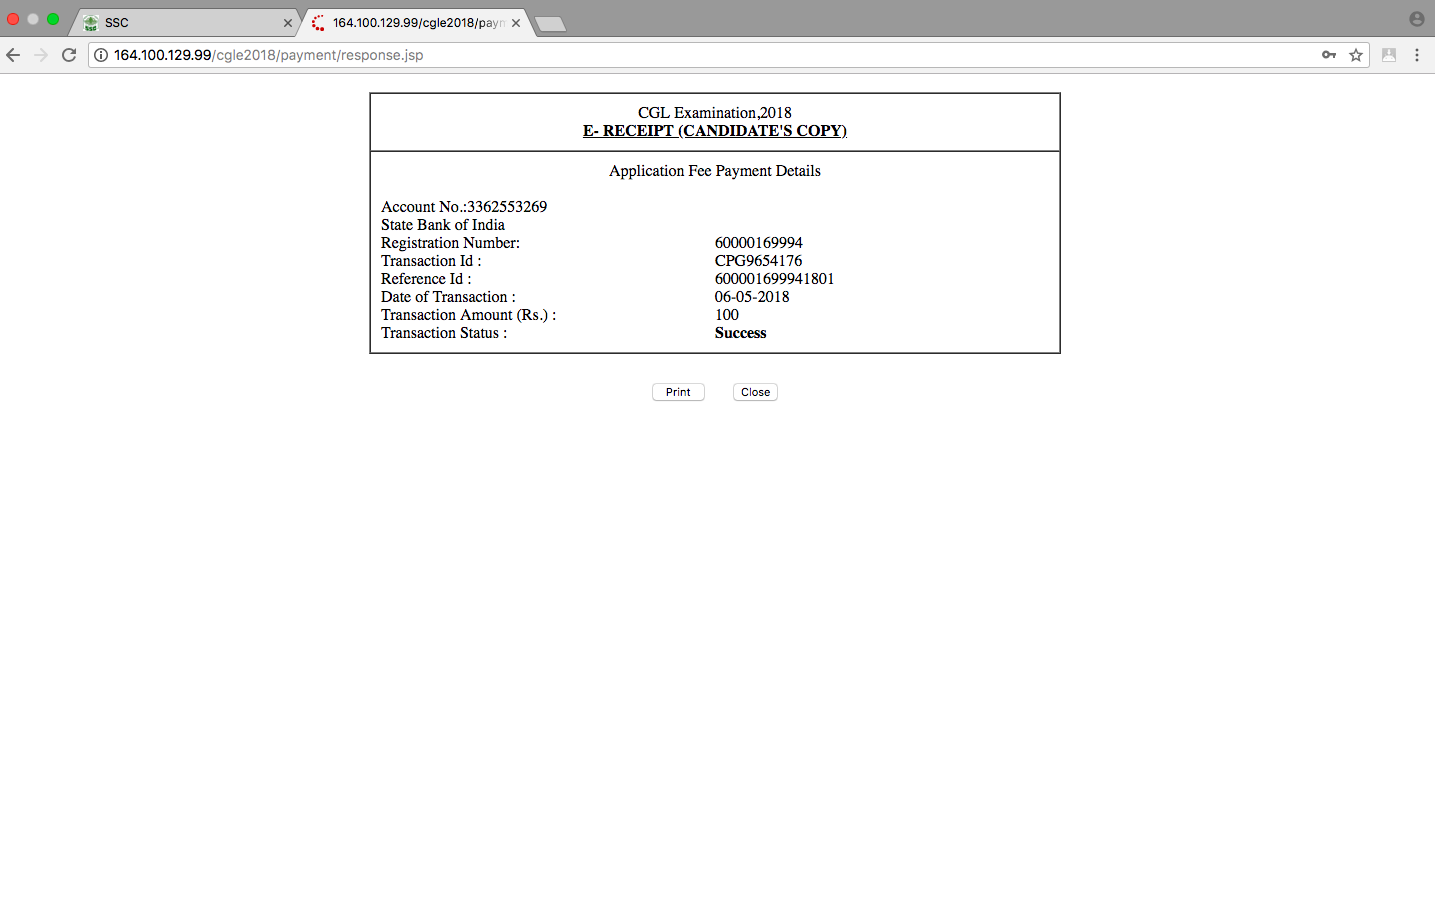 SSC
164.100.129.99/cgle2018/paym
164.100.129.99/cgle2018/payment/response.jsp
CGL Examination,2018
E- RECEIPT (CANDIDATE'S COPY)
Application Fee Payment Details
Account No.:3362553269
State Bank of India
Registration Number: 60000169994
Transaction Id : CPG9654176
Reference Id : 600001699941801
Date of Transaction : 06-05-2018
Transaction Amount (Rs.) : 100
Transaction Status : Success
Print Close